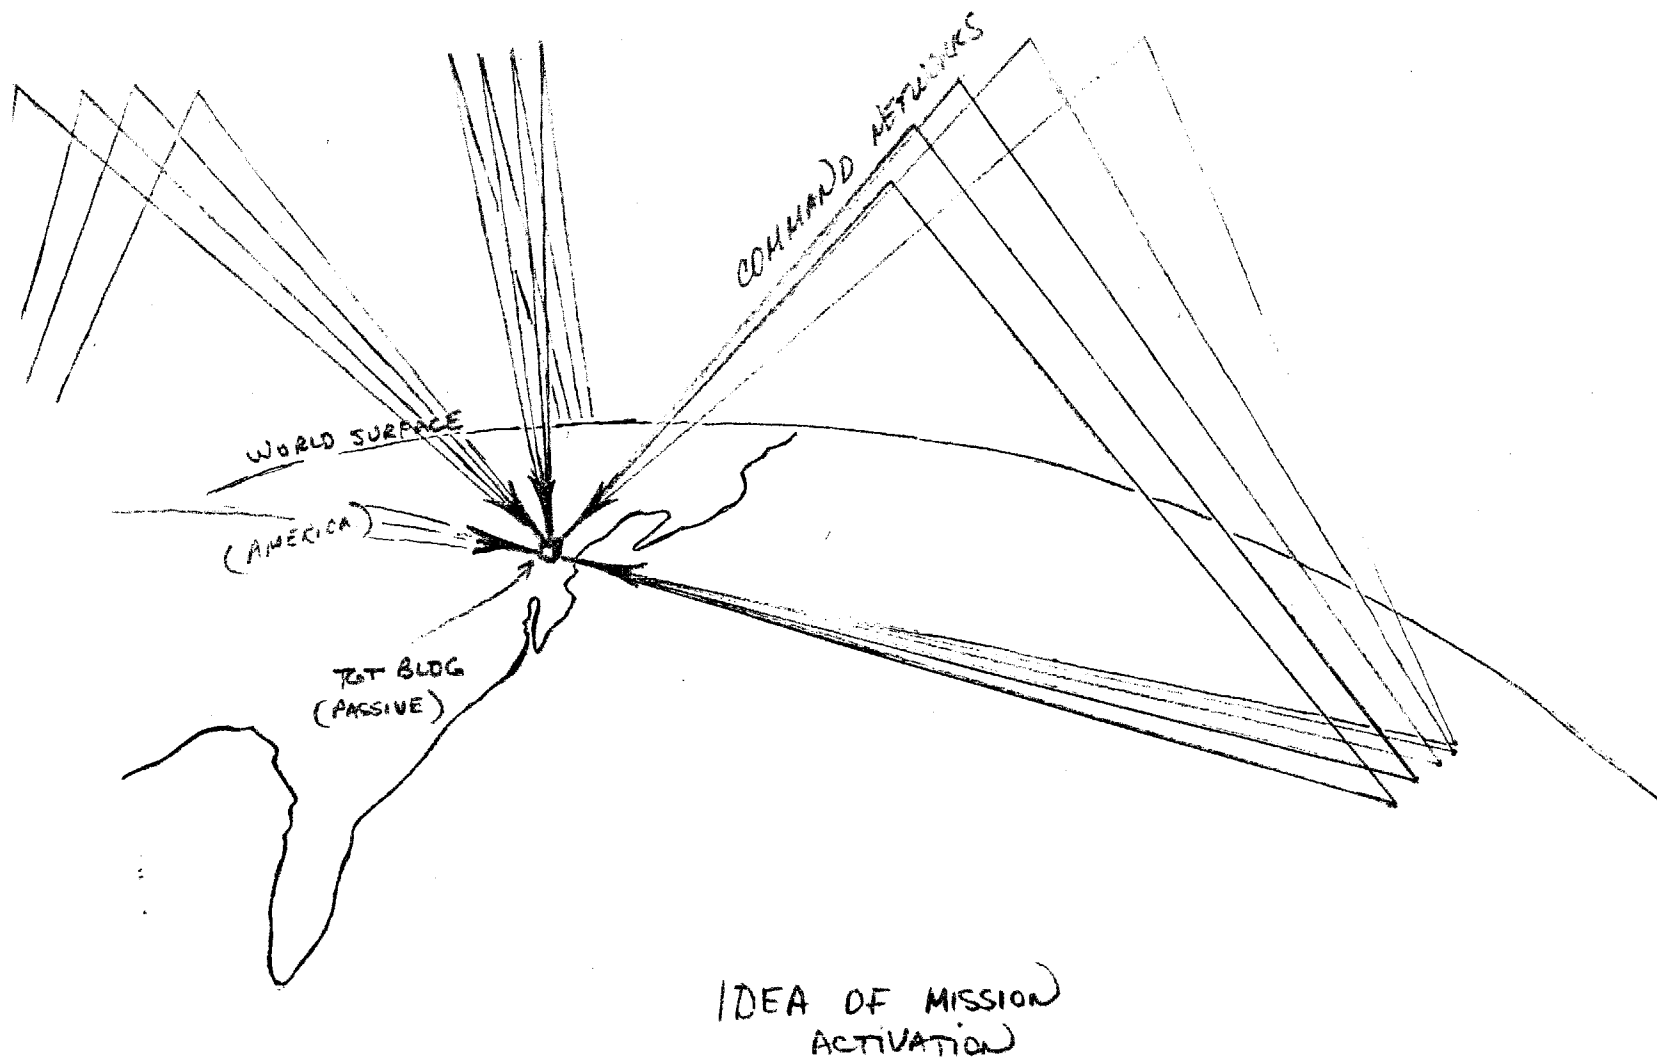 COMMAND NETWORKS
WORLD SURFACE
(AMERICA)
TGT BLDG
(PASSIVE)
IDEA OF MISSION
ACTIVATION